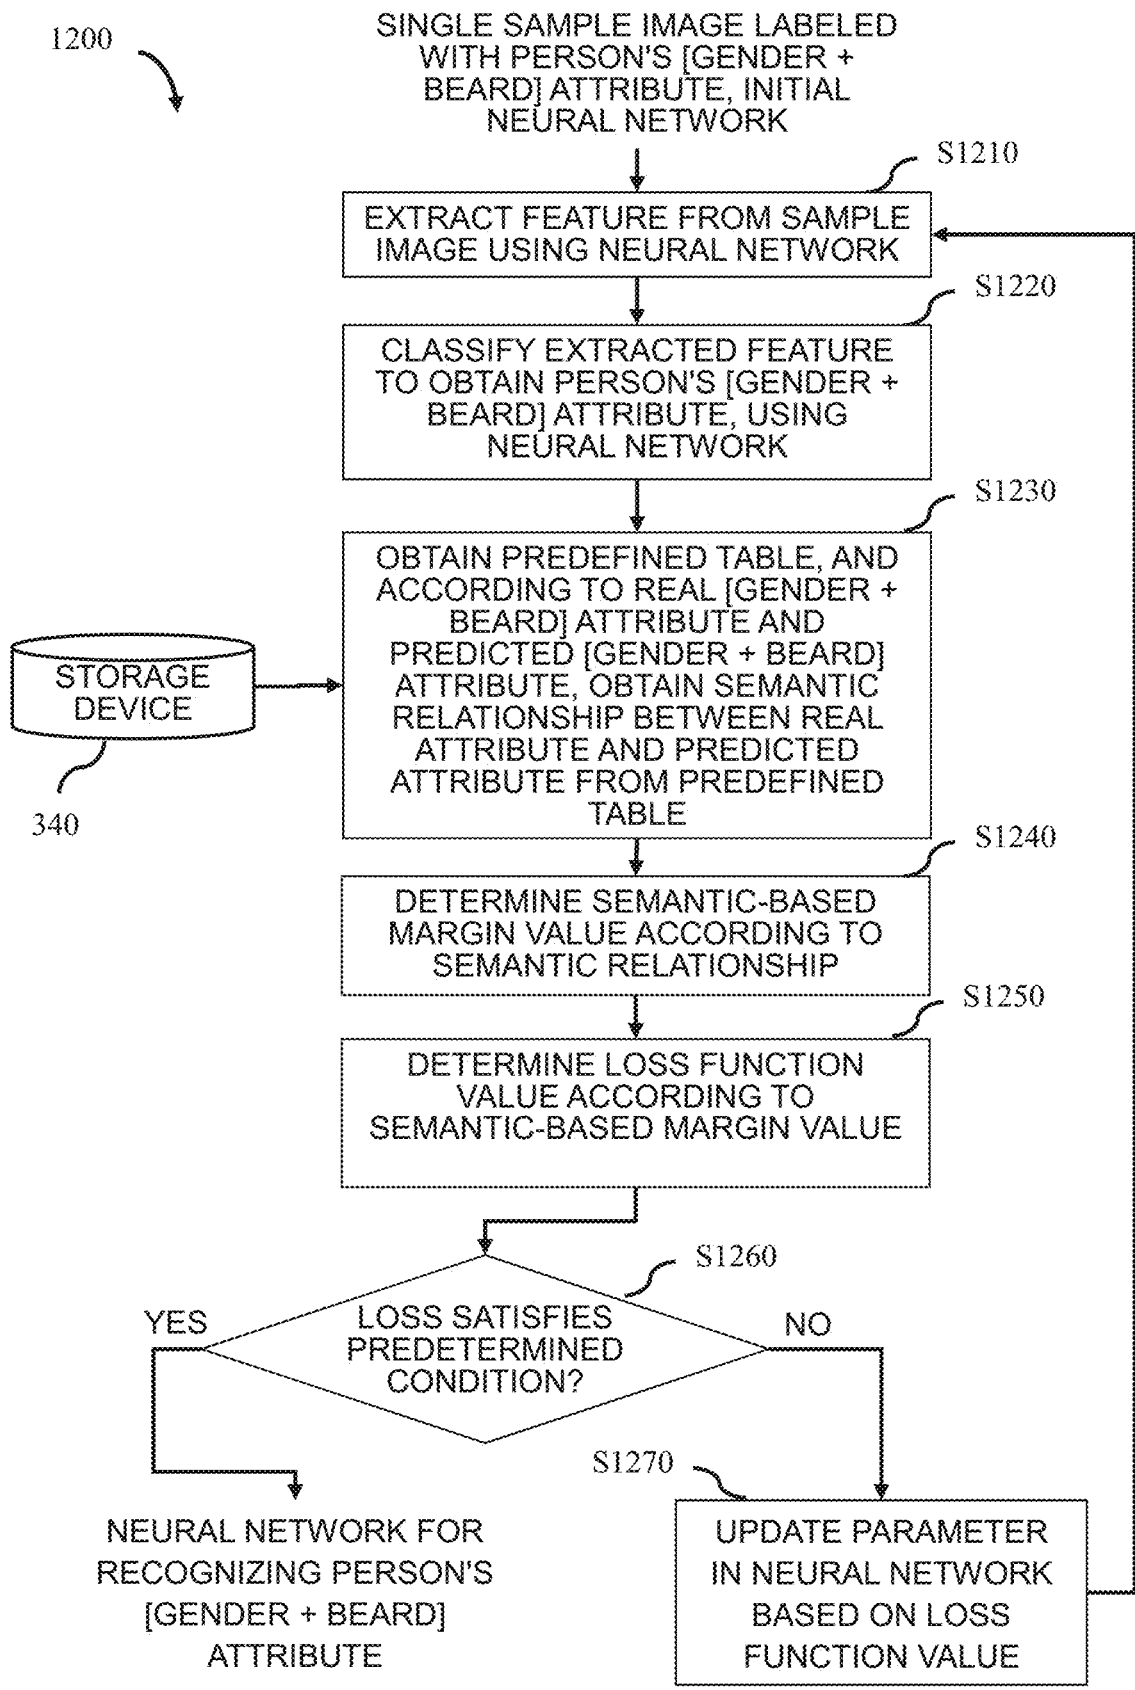 1200
SINGLE SAMPLE IMAGE LABELED
WITH PERSON'S [GENDER +
BEARD] ATTRIBUTE, INITIAL
NEURAL NETWORK
S1210
EXTRACT FEATURE FROM SAMPLE
IMAGE USING NEURAL NETWORK
S1220
CLASSIFY EXTRACTED FEATURE
TO OBTAIN PERSON'S [GENDER +
BEARD] ATTRIBUTE, USING
NEURAL NETWORK
S1230
OBTAIN PREDEFINED TABLE, AND
ACCORDING TO REAL [GENDER +
BEARD] ATTRIBUTE AND
PREDICTED [GENDER + BEARD]
ATTRIBUTE, OBTAIN SEMANTIC
RELATIONSHIP BETWEEN REAL
ATTRIBUTE AND PREDICTED
ATTRIBUTE FROM PREDEFINED
TABLE
STORAGE
DEVICE
340
S1240
DETERMINE SEMANTIC-BASED
MARGIN VALUE ACCORDING TO
SEMANTIC RELATIONSHIP
S1250
DETERMINE LOSS FUNCTION
VALUE ACCORDING TO
SEMANTIC-BASED MARGIN VALUE
S1260
LOSS SATISFIES
PREDETERMINED
CONDITION?
YES
NO
S1270
NEURAL NETWORK FOR
RECOGNIZING PERSON'S
[GENDER + BEARD]
ATTRIBUTE
UPDATE PARAMETER
IN NEURAL NETWORK
BASED ON LOSS
FUNCTION VALUE